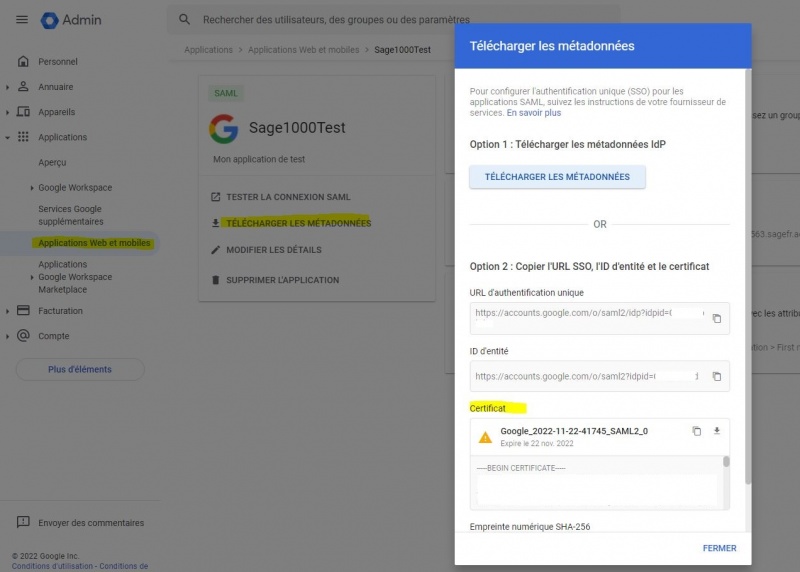 Admin
Rechercher des utilisateurs, des groupes ou des paramètres
Applications > Applications Web et mobiles > Sage1000Test
Personnel
Annuaire
Appareils
Applications
Aperçu
Google Workspace
Services Google
supplémentaires
Applications Web et mobiles
Applications
Google Workspace
Marketplace
Facturation
Compte
Plus d'éléments
Envoyer des commentaires
© 2022 Google Inc.
Conditions d'utilisation - Conditions de
SAML
Sage1000Test
Mon application de test
TESTER LA CONNEXION SAML
TÉLÉCHARGER LES MÉTADONNÉES
MODIFIER LES DÉTAILS
SUPPRIMER L'APPLICATION
Télécharger les métadonnées
Pour configurer l'authentification unique (SSO) pour les
applications SAML, suivez les instructions de votre fournisseur de
services. En savoir plus
Option 1 : Télécharger les métadonnées IdP
TÉLÉCHARGER LES MÉTADONNÉES
OR
Option 2 : Copier l'URL SSO, l'ID d'entité et le certificat
URL d'authentification unique
https://accounts.google.com/o/saml2/idp?idpid=
ID d'entité
https://accounts.google.com/o/saml2?idpid=
Certificat
Google_2022-11-22-41745_SAML2_0
Expire le 22 nov. 2022
-----BEGIN CERTIFICATE-----
Empreinte numérique SHA-256
FERMER
sez un groupe
563.sagefr.ac
vec les attribu
tion > First n